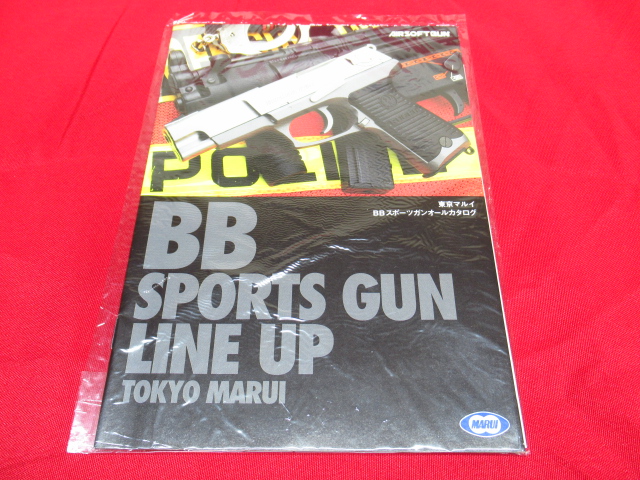 AIRSOFT GUN
POLI
東京マルイ
BBスポーツガンオールカタログ
BB
SPORTS GUN
LINE UP
TOKYO MARUI
MARUI